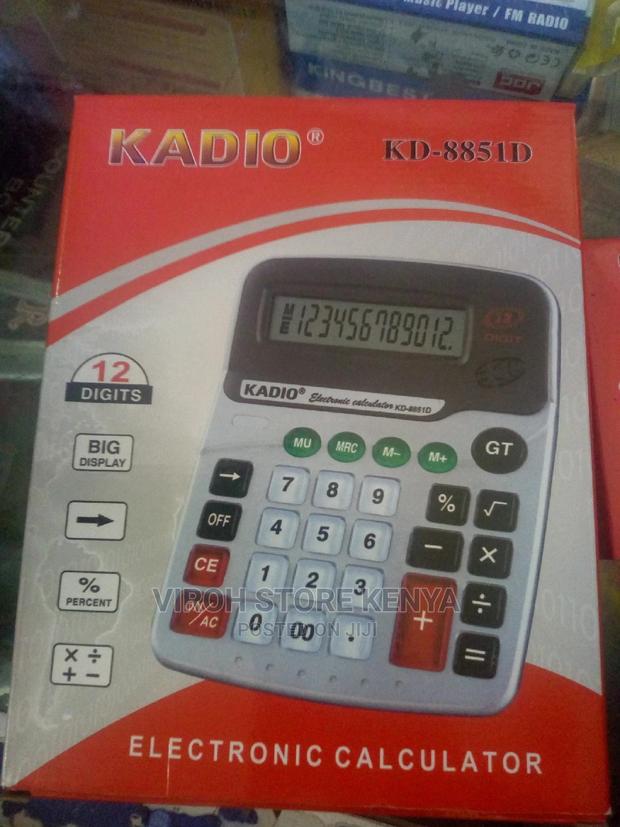 Music Player / FM RADIO
KADIO®
KD-8851D
123456789012.
12
DIGIT
KADIO® Electronic calculator KD-8851D
12
DIGITS
BIG
DISPLAY
→
%
PERCENT
× ÷
+ −
MU MRC M− M+ GT
→ 7 8 9 % √
OFF 4 5 6 − ×
CE 1 2 3 + ÷
ON/AC 0 00 . =
VIROH STORE KENYA
POSTED ON JIJI
ELECTRONIC CALCULATOR